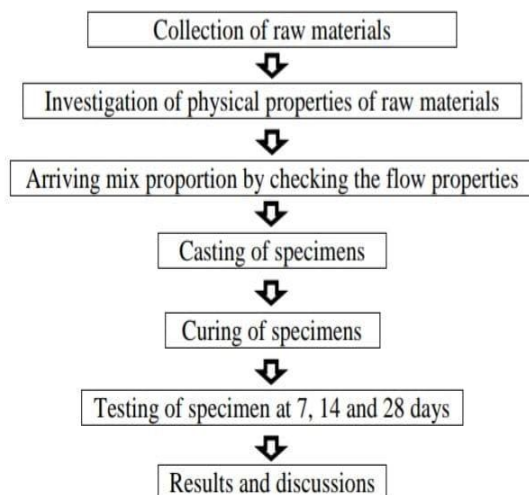 Collection of raw materials
Investigation of physical properties of raw materials
Arriving mix proportion by checking the flow properties
Casting of specimens
Curing of specimens
Testing of specimen at 7, 14 and 28 days
Results and discussions